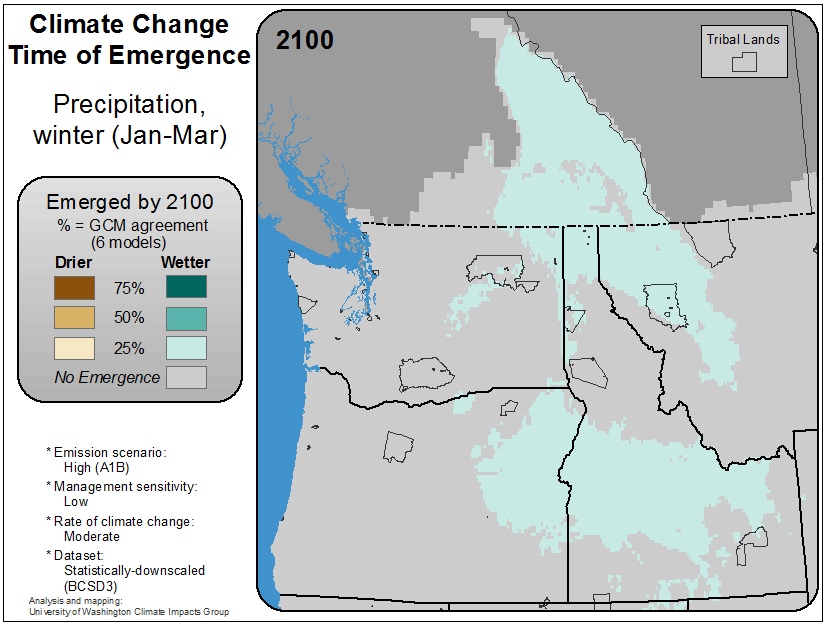 Climate Change
Time of Emergence
Precipitation,
winter (Jan-Mar)
Emerged by 2100
% = GCM agreement
(6 models)
Drier Wetter
75%
50%
25%
No Emergence
* Emission scenario:
High (A1B)
* Management sensitivity:
Low
* Rate of climate change:
Moderate
* Dataset:
Statistically-downscaled
(BCSD3)
Analysis and mapping:
University of Washington Climate Impacts Group
2100
Tribal Lands